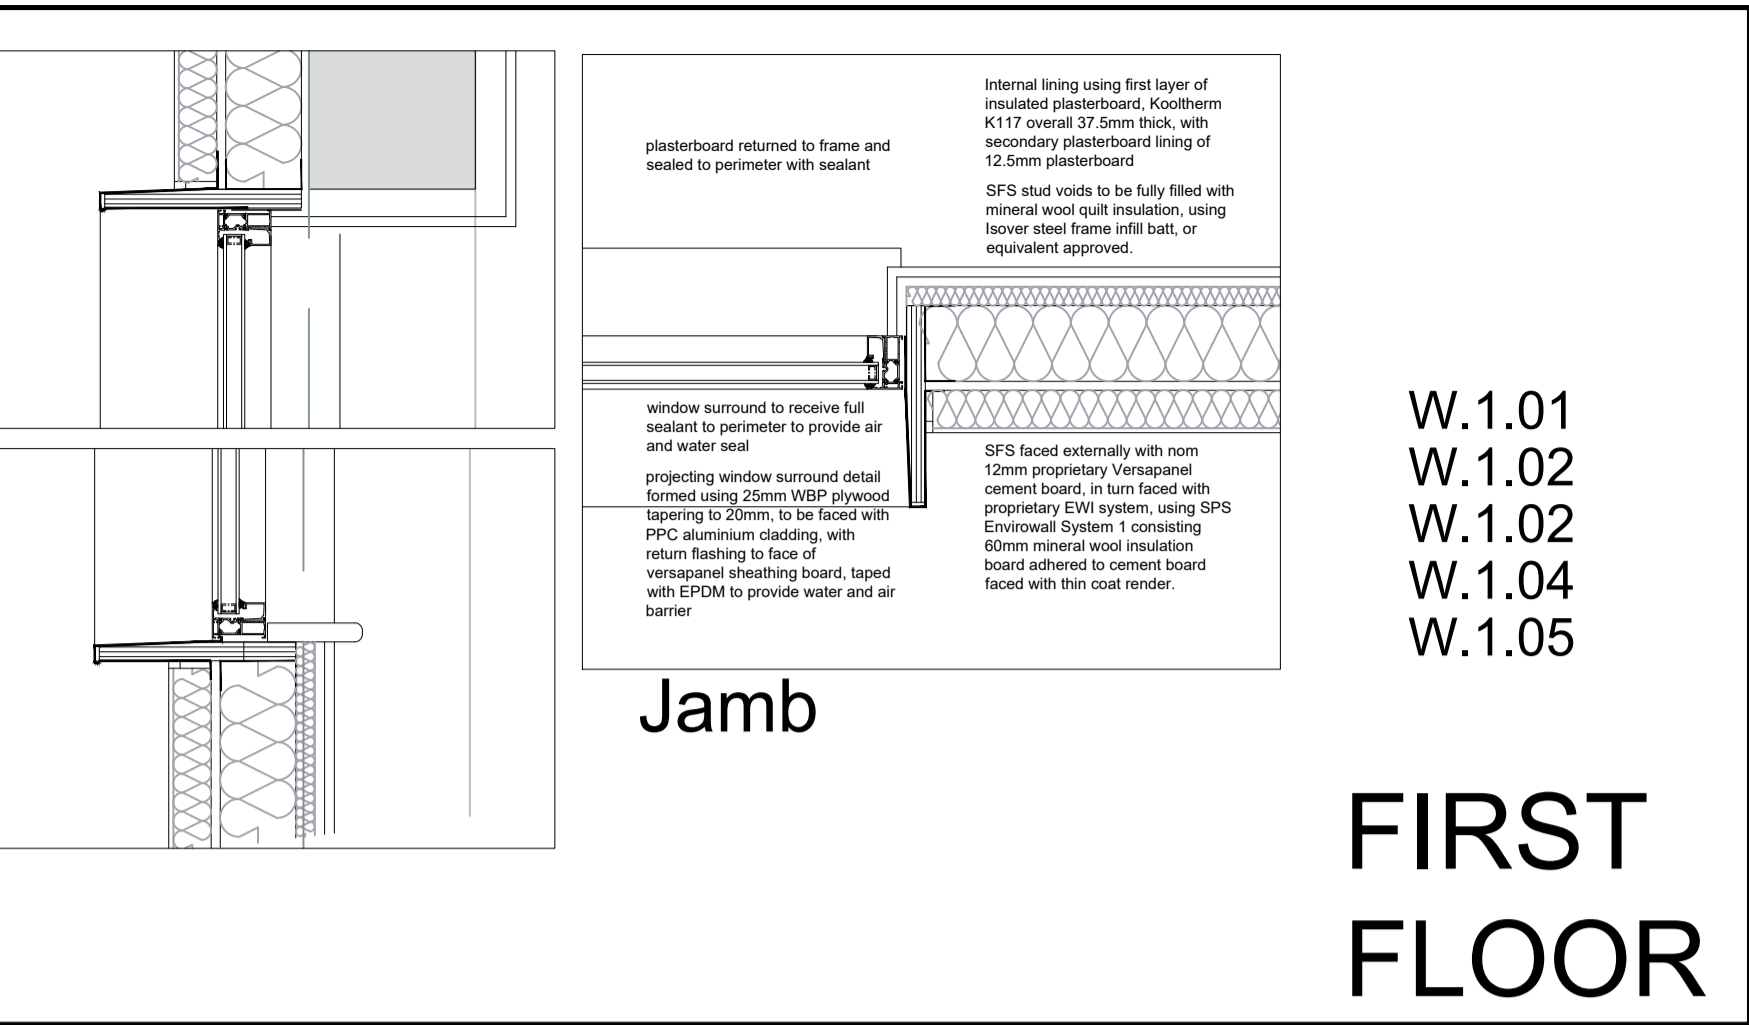 plasterboard returned to frame and
sealed to perimeter with sealant
Internal lining using first layer of
insulated plasterboard, Kooltherm
K117 overall 37.5mm thick, with
secondary plasterboard lining of
12.5mm plasterboard
SFS stud voids to be fully filled with
mineral wool quilt insulation, using
Isover steel frame infill batt, or
equivalent approved.
window surround to receive full
sealant to perimeter to provide air
and water seal
projecting window surround detail
formed using 25mm WBP plywood
tapering to 20mm, to be faced with
PPC aluminium cladding, with
return flashing to face of
versapanel sheathing board, taped
with EPDM to provide water and air
barrier
SFS faced externally with nom
12mm proprietary Versapanel
cement board, in turn faced with
proprietary EWI system, using SPS
Envirowall System 1 consisting
60mm mineral wool insulation
board adhered to cement board
faced with thin coat render.
Jamb
W.1.01
W.1.02
W.1.02
W.1.04
W.1.05
FIRST
FLOOR